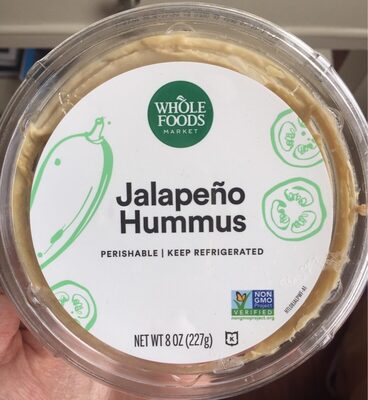 WHOLE
FOODS
MARKET
Jalapeño
Hummus
PERISHABLE | KEEP REFRIGERATED
NON
GMO
Project
VERIFIED
nongmoproject.org
NET WT 8 OZ (227g)
K